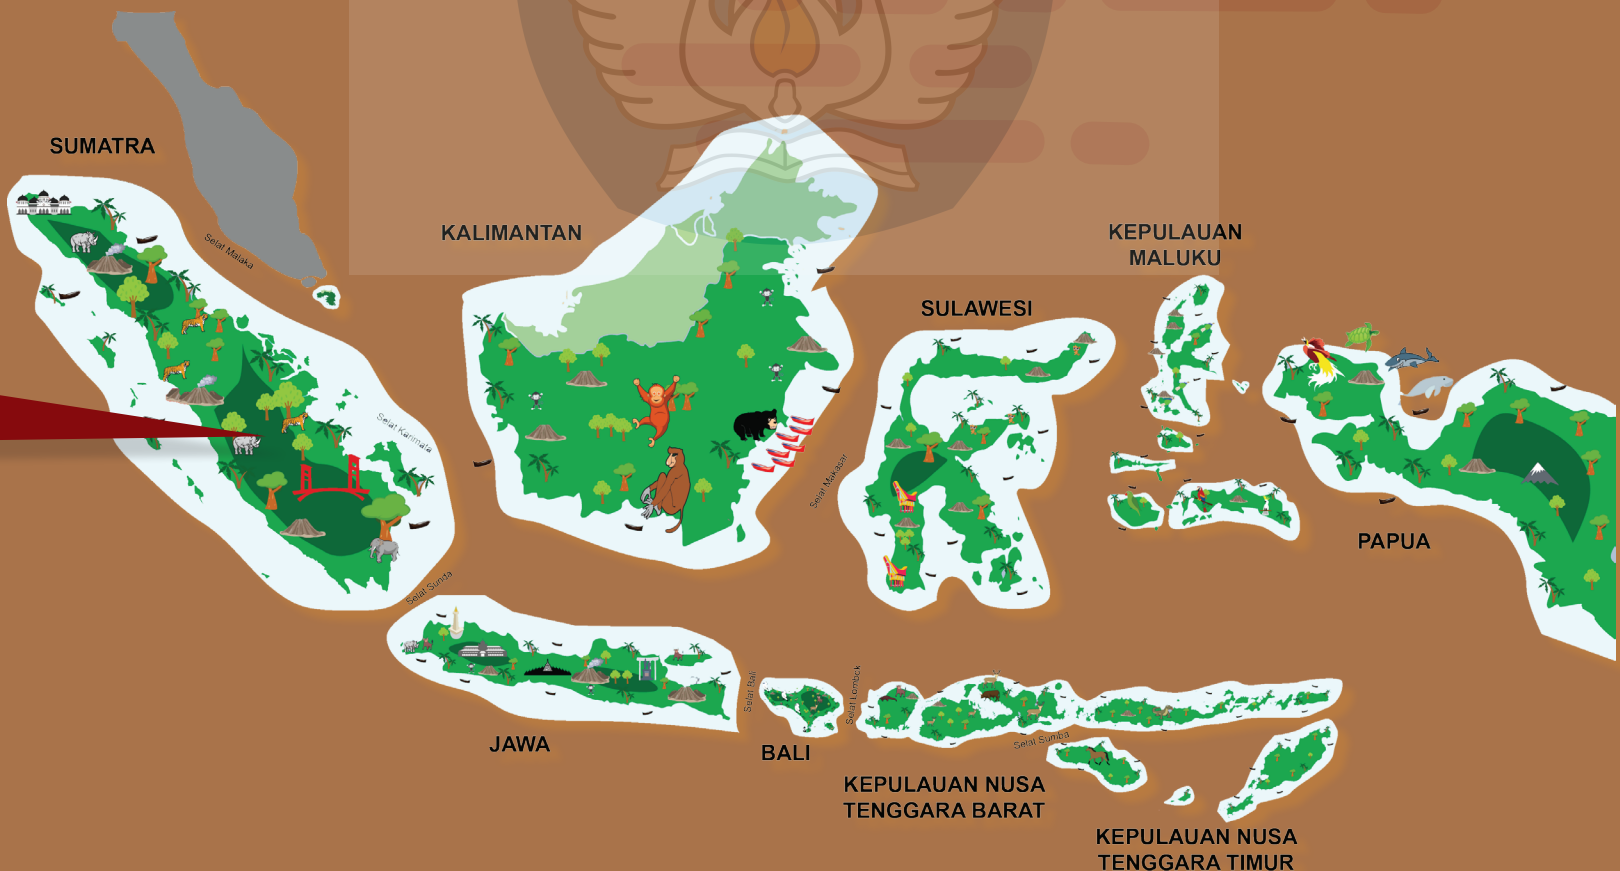 SUMATRA
Selat Malaka
KALIMANTAN
KEPULAUAN
MALUKU
SULAWESI
Selat Karimata
Selat Makasar
PAPUA
Selat Sunda
JAWA
Selat Bali
BALI
Selat Lombok
Selat Sumba
KEPULAUAN NUSA
TENGGARA BARAT
KEPULAUAN NUSA
TENGGARA TIMUR